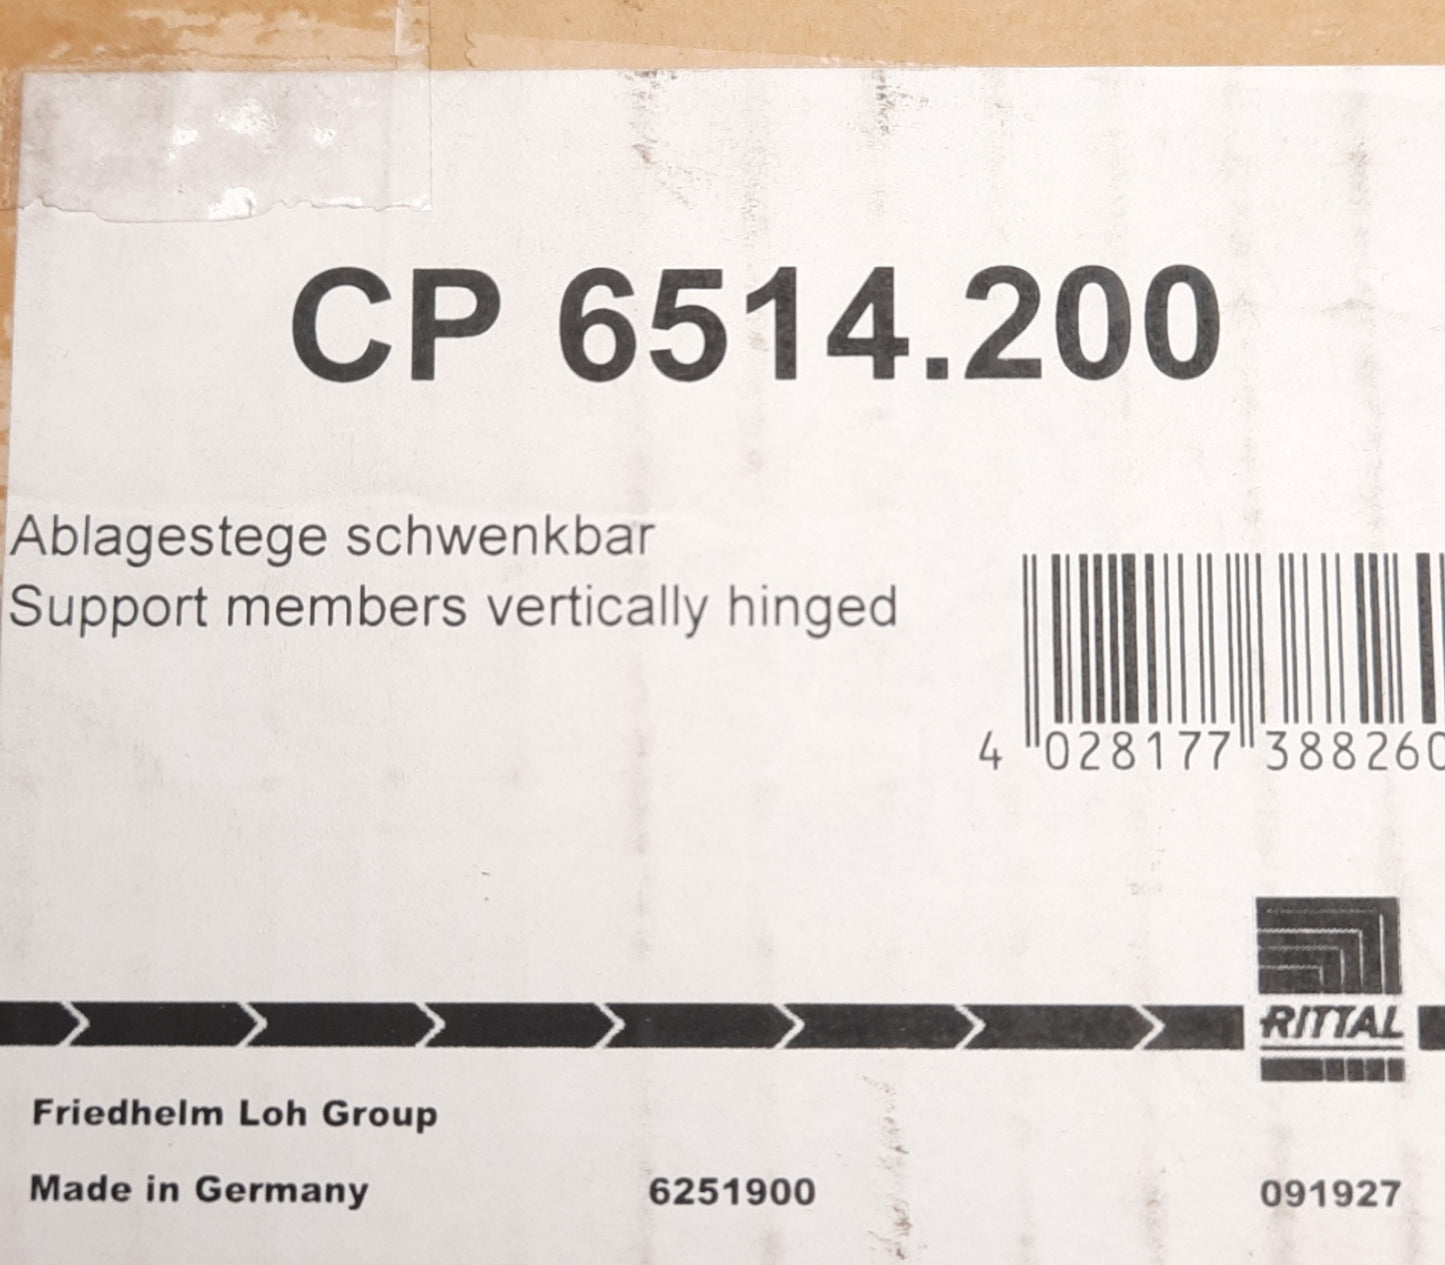 CP 6514.200
Ablagestege schwenkbar
Support members vertically hinged
4 028177 388260
RITTAL
Friedhelm Loh Group
Made in Germany 6251900 091927